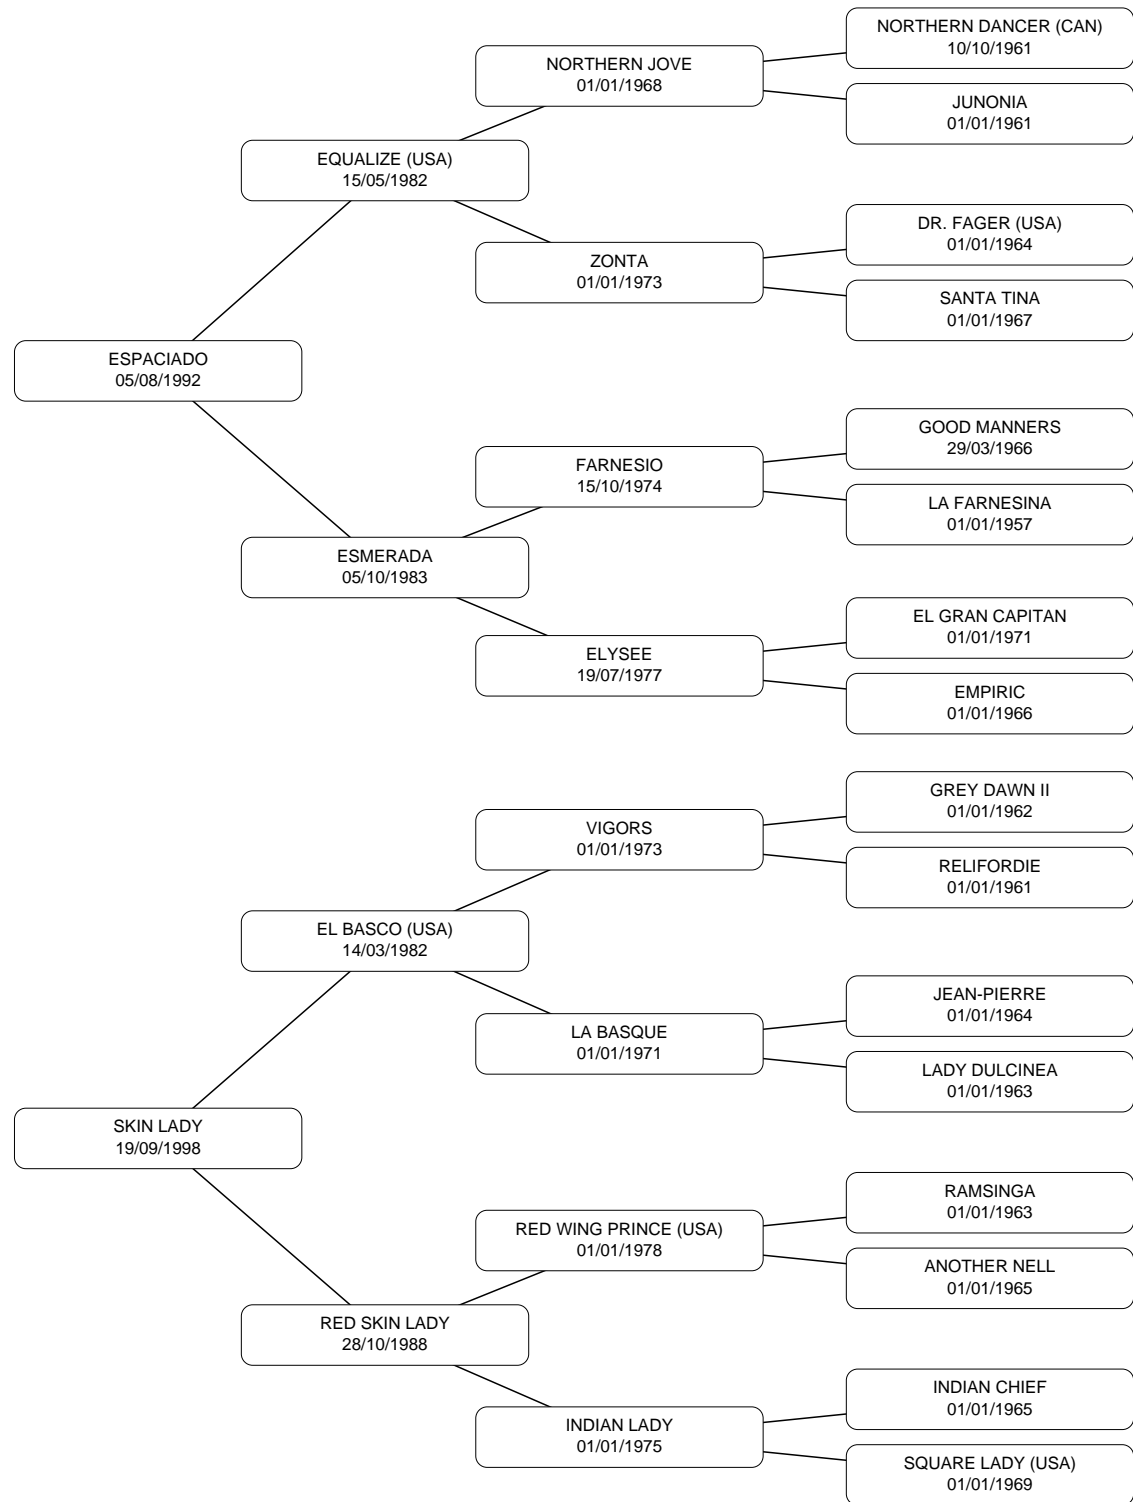 NORTHERN DANCER (CAN)
10/10/1961
NORTHERN JOVE
01/01/1968
JUNONIA
01/01/1961
EQUALIZE (USA)
15/05/1982
DR. FAGER (USA)
01/01/1964
ZONTA
01/01/1973
SANTA TINA
01/01/1967
ESPACIADO
05/08/1992
GOOD MANNERS
29/03/1966
FARNESIO
15/10/1974
LA FARNESINA
01/01/1957
ESMERADA
05/10/1983
EL GRAN CAPITAN
01/01/1971
ELYSEE
19/07/1977
EMPIRIC
01/01/1966
GREY DAWN II
01/01/1962
VIGORS
01/01/1973
RELIFORDIE
01/01/1961
EL BASCO (USA)
14/03/1982
JEAN-PIERRE
01/01/1964
LA BASQUE
01/01/1971
LADY DULCINEA
01/01/1963
SKIN LADY
19/09/1998
RAMSINGA
01/01/1963
RED WING PRINCE (USA)
01/01/1978
ANOTHER NELL
01/01/1965
RED SKIN LADY
28/10/1988
INDIAN CHIEF
01/01/1965
INDIAN LADY
01/01/1975
SQUARE LADY (USA)
01/01/1969